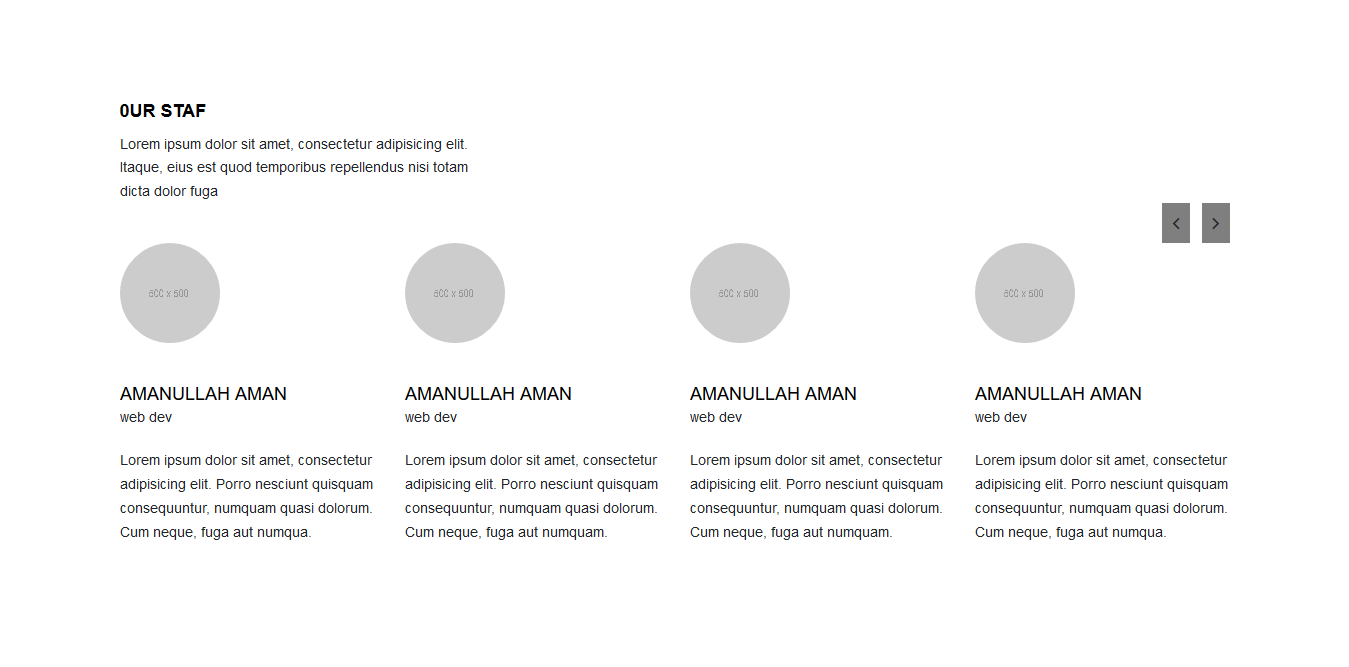 0UR STAF
Lorem ipsum dolor sit amet, consectetur adipisicing elit.
Itaque, eius est quod temporibus repellendus nisi totam
dicta dolor fuga
500 x 500
500 x 500
500 x 500
500 x 500
AMANULLAH AMAN
web dev
Lorem ipsum dolor sit amet, consectetur
adipisicing elit. Porro nesciunt quisquam
consequuntur, numquam quasi dolorum.
Cum neque, fuga aut numqua.
AMANULLAH AMAN
web dev
Lorem ipsum dolor sit amet, consectetur
adipisicing elit. Porro nesciunt quisquam
consequuntur, numquam quasi dolorum.
Cum neque, fuga aut numquam.
AMANULLAH AMAN
web dev
Lorem ipsum dolor sit amet, consectetur
adipisicing elit. Porro nesciunt quisquam
consequuntur, numquam quasi dolorum.
Cum neque, fuga aut numquam.
AMANULLAH AMAN
web dev
Lorem ipsum dolor sit amet, consectetur
adipisicing elit. Porro nesciunt quisquam
consequuntur, numquam quasi dolorum.
Cum neque, fuga aut numqua.